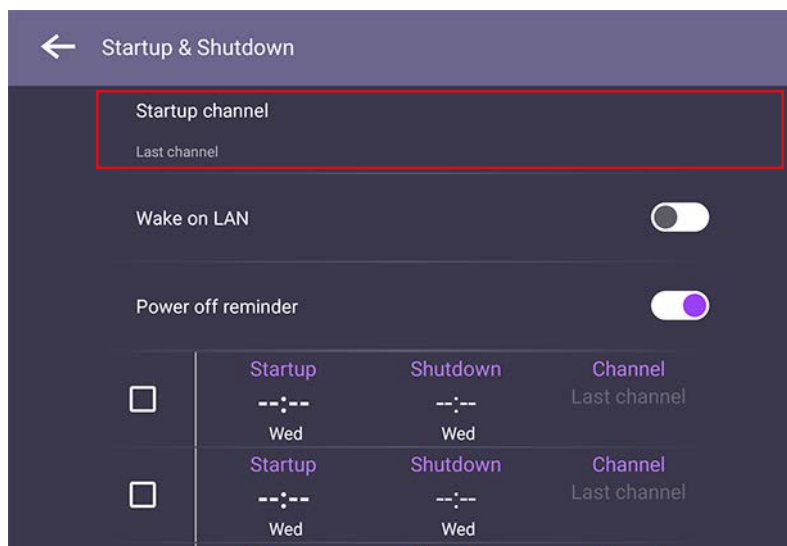 Startup & Shutdown
Startup channel
Last channel
Wake on LAN
Power off reminder
Startup Shutdown Channel
--:-- --:-- Last channel
Wed Wed
Startup Shutdown Channel
--:-- --:-- Last channel
Wed Wed